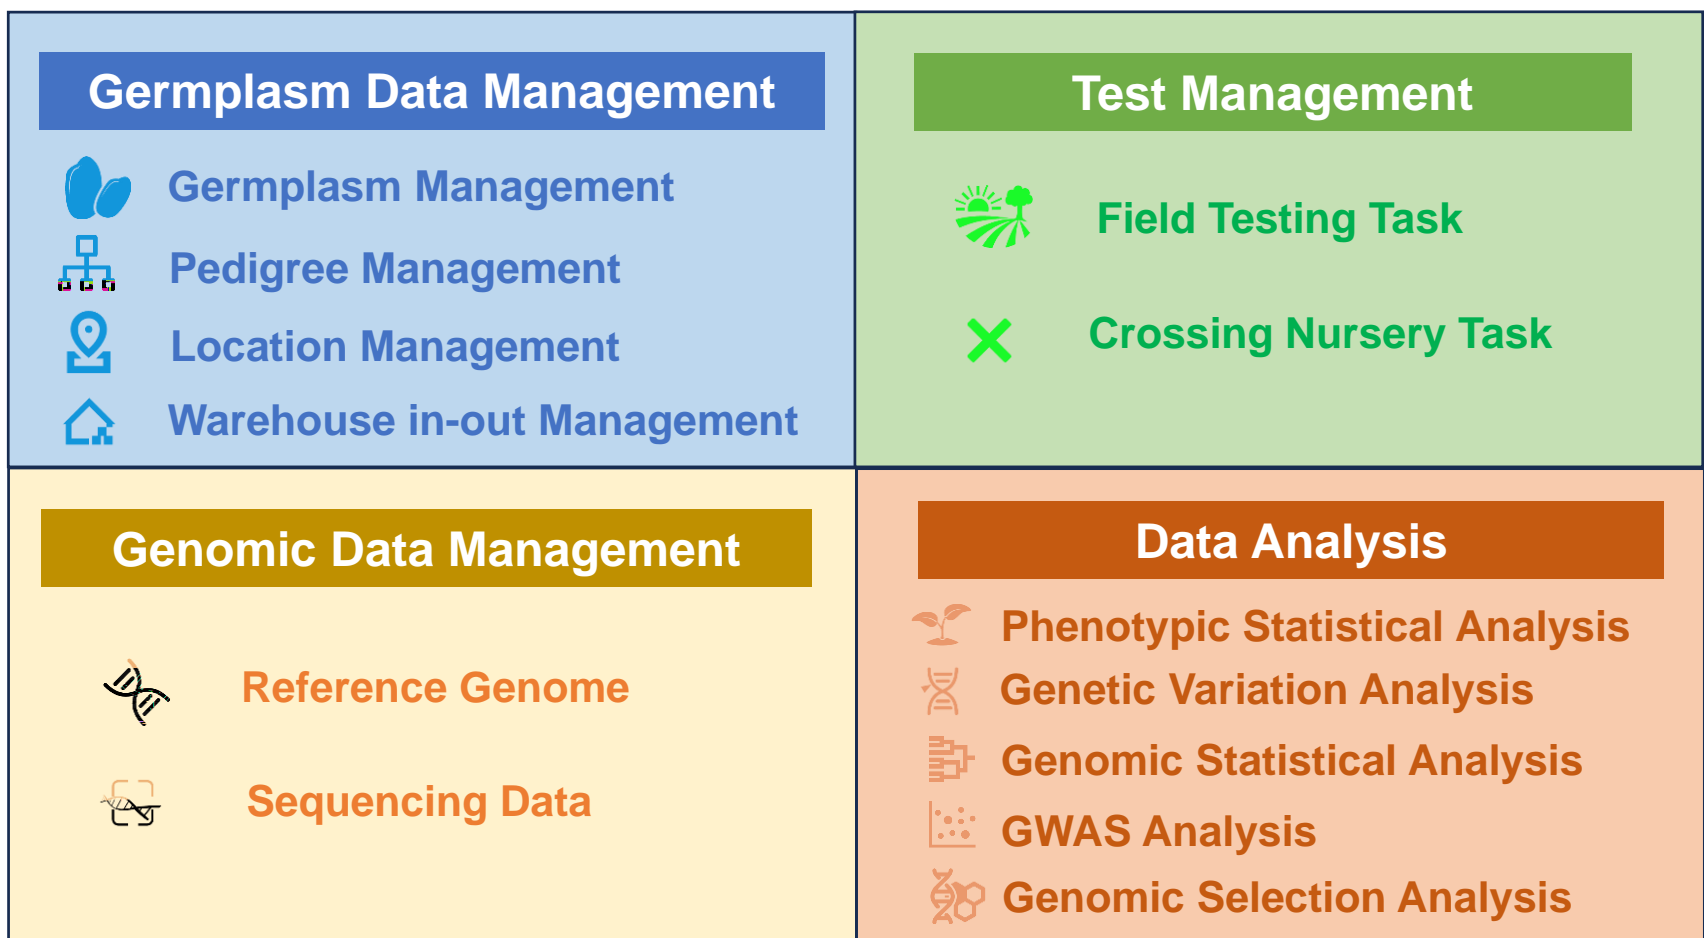 Germplasm Data Management
Germplasm Management
Pedigree Management
Location Management
Warehouse in-out Management
Test Management
Field Testing Task
Crossing Nursery Task
Genomic Data Management
Reference Genome
Sequencing Data
Data Analysis
Phenotypic Statistical Analysis
Genetic Variation Analysis
Genomic Statistical Analysis
GWAS Analysis
Genomic Selection Analysis